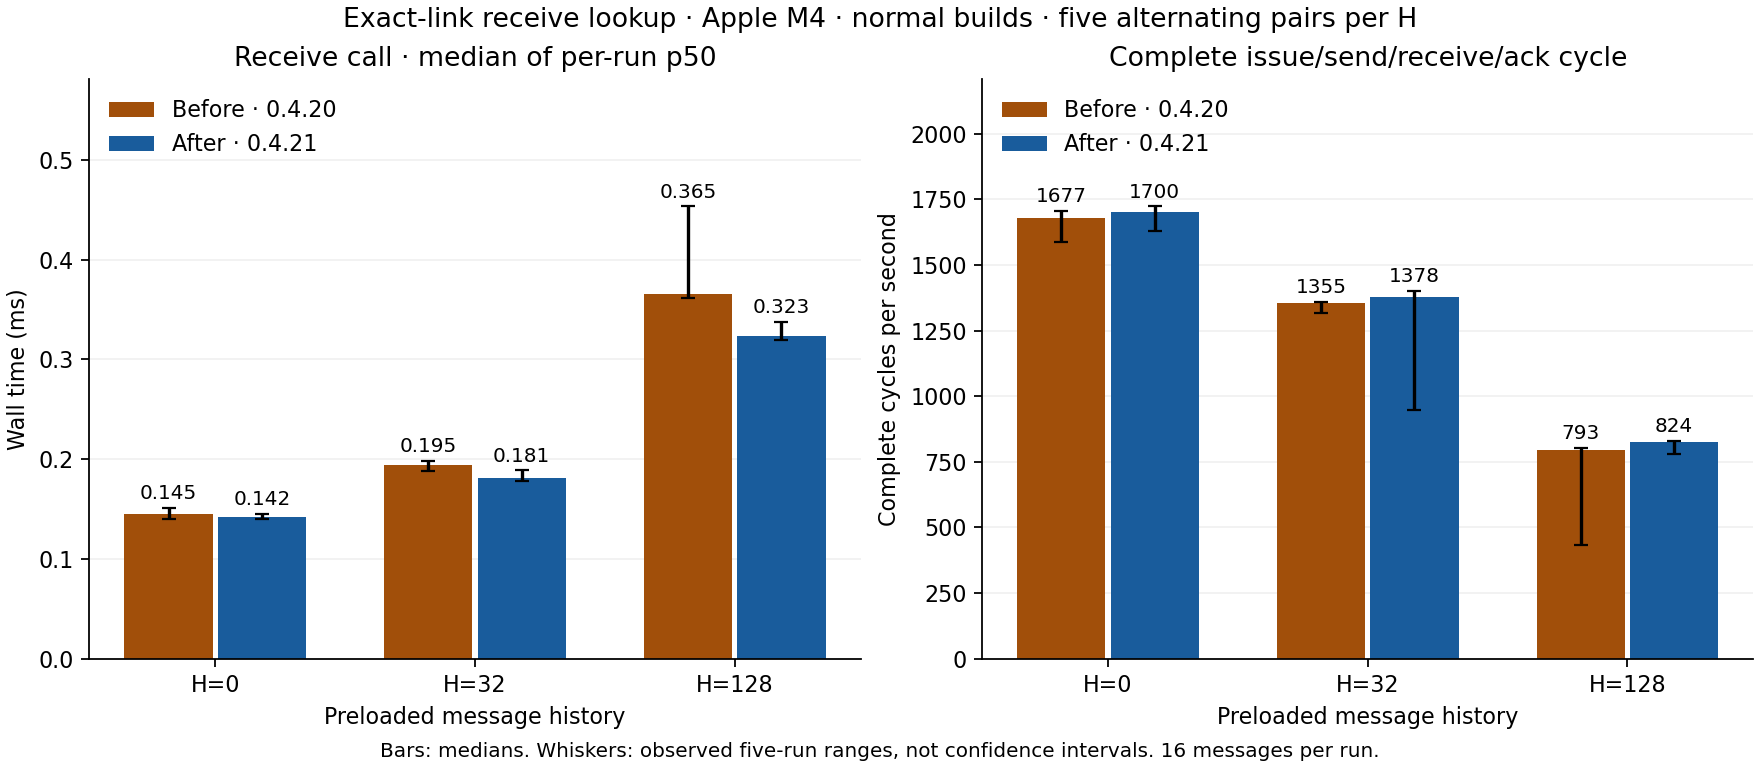 Exact-link receive lookup · Apple M4 · normal builds · five alternating pairs per H
Receive call · median of per-run p50
Before · 0.4.20
After · 0.4.21
Wall time (ms)
0.5
0.4
0.3
0.2
0.1
0.0
0.145
0.142
0.195
0.181
0.365
0.323
H=0
H=32
H=128
Preloaded message history
Complete issue/send/receive/ack cycle
Before · 0.4.20
After · 0.4.21
Complete cycles per second
2000
1750
1500
1250
1000
750
500
250
0
1677
1700
1355
1378
793
824
H=0
H=32
H=128
Preloaded message history
Bars: medians. Whiskers: observed five-run ranges, not confidence intervals. 16 messages per run.